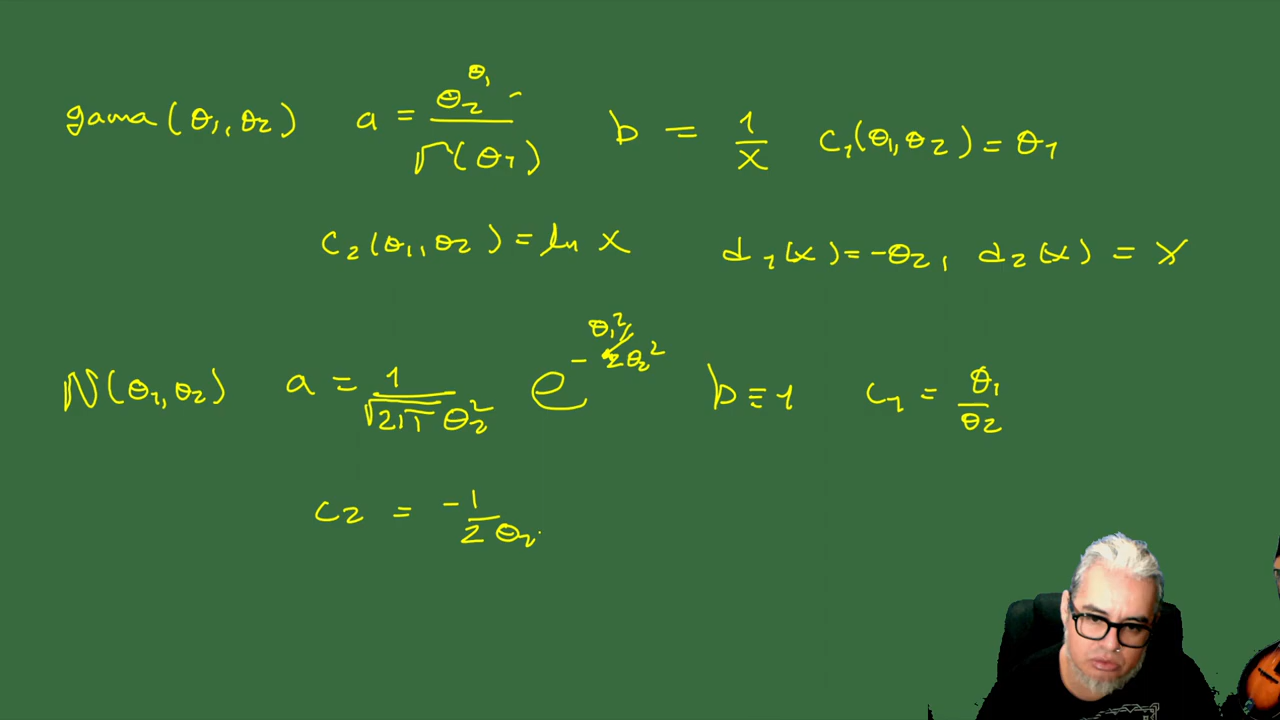 gama(θ₁,θ₂) a = θ₂^θ₁ / Γ(θ₁) b = 1/x c₁(θ₁,θ₂) = θ₁
c₂(θ₁,θ₂) = ln x d₁(x) = -θ₂, d₂(x) = x
N(θ₁,θ₂) a = 1/√2π θ₂² e^-θ₁²/2θ₂² b ≡ 1 c₁ = θ₁/θ₂
c₂ = -1/2θ₂